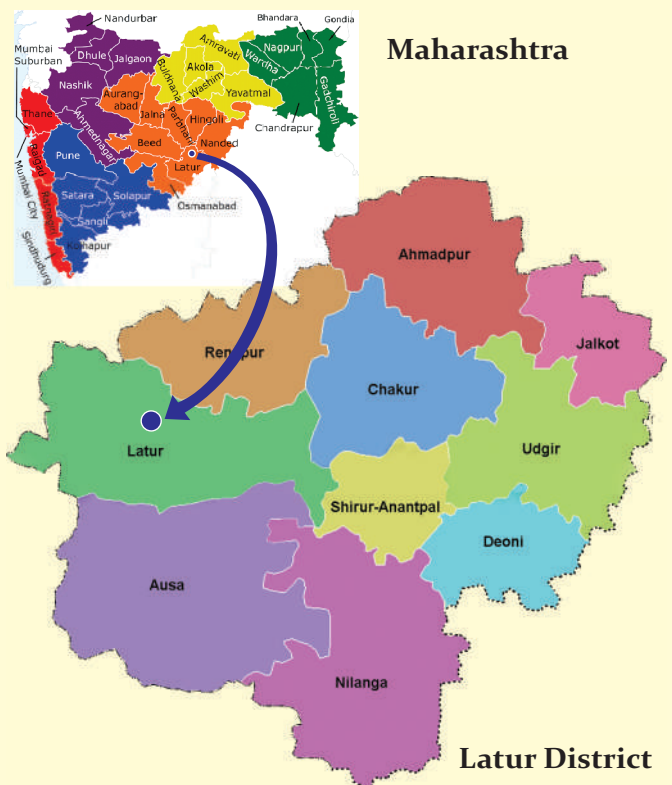 Maharashtra
Nandurbar
Bhandara
Gondia
Mumbai
Suburban
Dhule
Jalgaon
Amravati
Nagpur
Wardha
Buldhana
Akola
Washim
Nashik
Yavatmal
Gadchiroli
Aurang-
abad
Jalna
Parbhani
Hingoli
Thane
Ahmednagar
Chandrapur
Nanded
Beed
Pune
Raigad
Latur
Mumbai City
Osmanabad
Satara
Solapur
Ratnagiri
Sangli
Kolhapur
Sindhudurg
Ahmadpur
Jalkot
Renapur
Chakur
Udgir
Latur
Shirur-Anantpal
Deoni
Ausa
Nilanga
Latur District